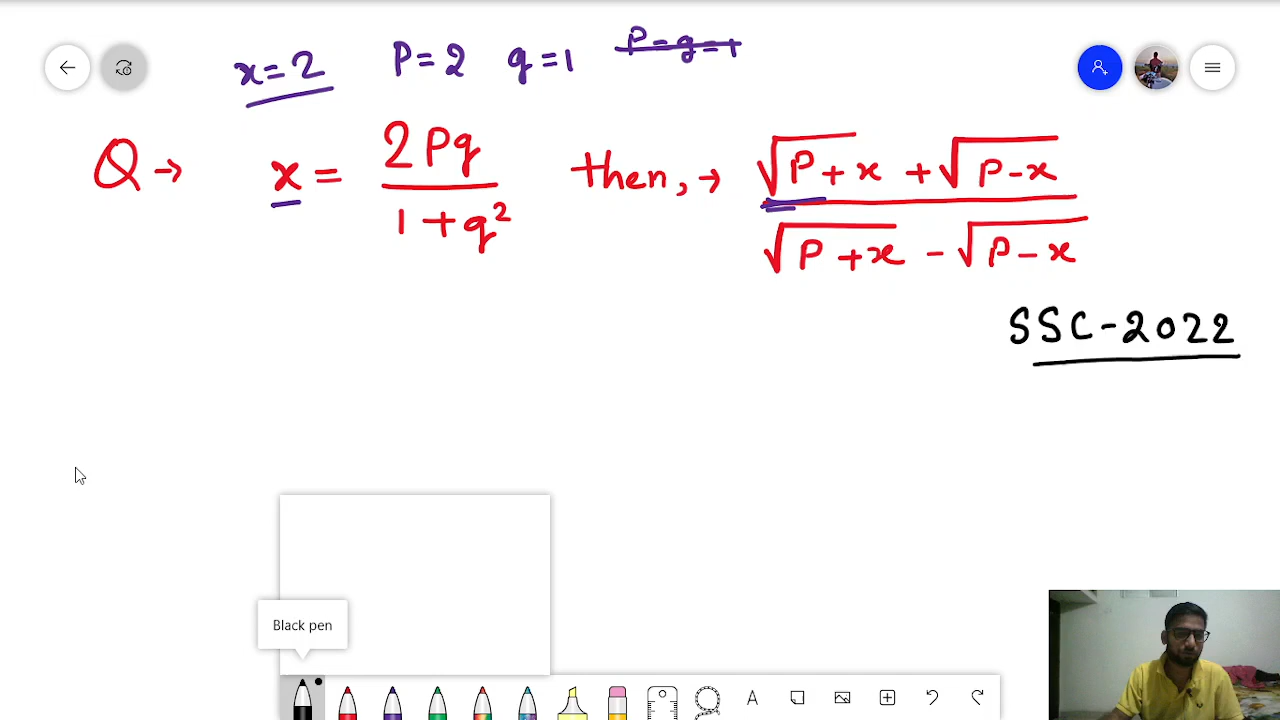 x=2 P=2 q=1 P=q=1
Q→ x = 2Pq / 1+q² then,→ √P+x + √P-x / √P+x - √P-x
SSC-2022
Black pen
A